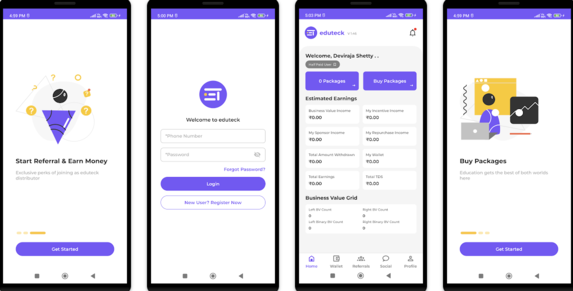 4:59 PM
Start Referral & Earn Money
Exclusive perks of joining as eduteck
distributor
Get Started
5:00 PM
Welcome to eduteck
*Phone Number
*Password
Forgot Password?
Login
New User? Register Now
5:03 PM
eduteck
Welcome, Deviraja Shetty . .
0 Packages
Buy Packages
Estimated Earnings
Business Value Income
₹0.00
My Incentive Income
₹0.00
My Sponsor Income
₹0.00
My Repurchase Income
₹0.00
Total Amount Withdrawn
₹0.00
My Wallet
₹0.00
Total Earnings
₹0.00
Total TDS
₹0.00
Business Value Grid
Left BV Count
0
Right BV Count
0
Left Binary BV Count
0
Right Binary BV Count
0
Home
Wallet
Referrals
Social
Profile
4:59 PM
Buy Packages
Education gets the best of both worlds
here
Get Started